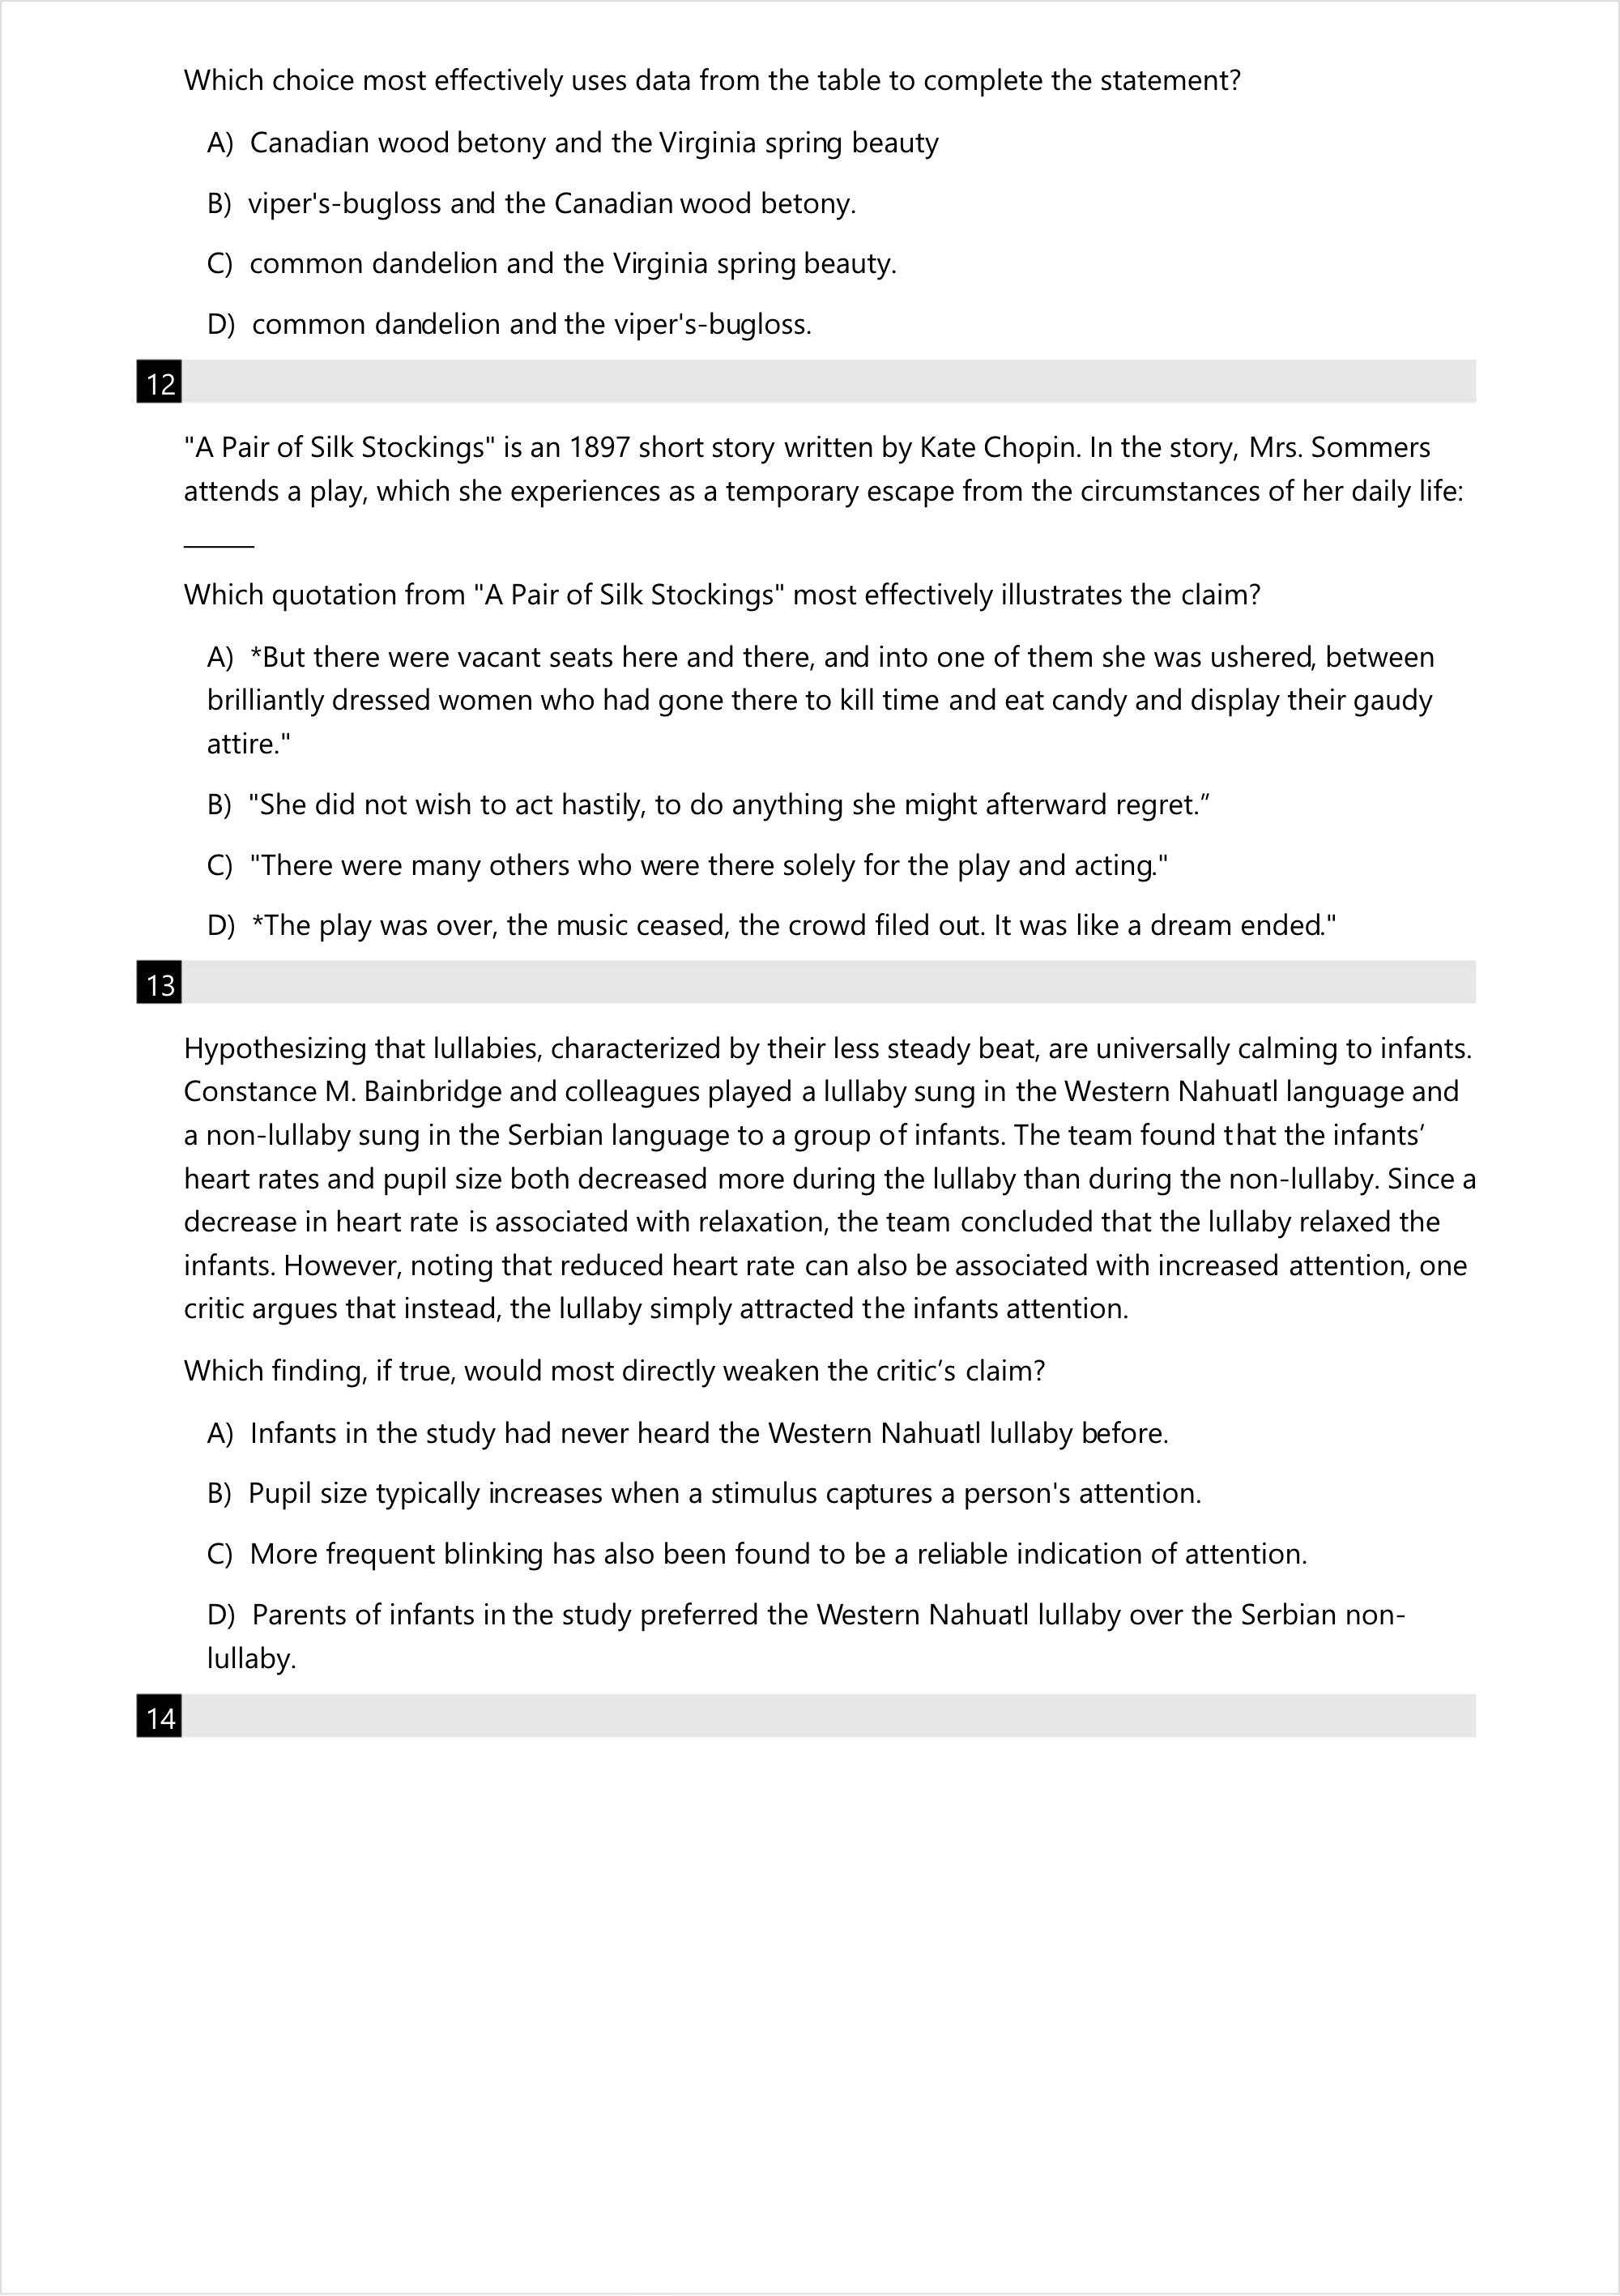 Which choice most effectively uses data from the table to complete the statement?
A) Canadian wood betony and the Virginia spring beauty
B) viper's-bugloss and the Canadian wood betony.
C) common dandelion and the Virginia spring beauty.
D) common dandelion and the viper's-bugloss.
12
"A Pair of Silk Stockings" is an 1897 short story written by Kate Chopin. In the story, Mrs. Sommers
attends a play, which she experiences as a temporary escape from the circumstances of her daily life:
_____
Which quotation from "A Pair of Silk Stockings" most effectively illustrates the claim?
A) *But there were vacant seats here and there, and into one of them she was ushered, between
brilliantly dressed women who had gone there to kill time and eat candy and display their gaudy
attire."
B) "She did not wish to act hastily, to do anything she might afterward regret.”
C) "There were many others who were there solely for the play and acting."
D) *The play was over, the music ceased, the crowd filed out. It was like a dream ended."
13
Hypothesizing that lullabies, characterized by their less steady beat, are universally calming to infants.
Constance M. Bainbridge and colleagues played a lullaby sung in the Western Nahuatl language and
a non-lullaby sung in the Serbian language to a group of infants. The team found that the infants’
heart rates and pupil size both decreased more during the lullaby than during the non-lullaby. Since a
decrease in heart rate is associated with relaxation, the team concluded that the lullaby relaxed the
infants. However, noting that reduced heart rate can also be associated with increased attention, one
critic argues that instead, the lullaby simply attracted the infants attention.
Which finding, if true, would most directly weaken the critic’s claim?
A) Infants in the study had never heard the Western Nahuatl lullaby before.
B) Pupil size typically increases when a stimulus captures a person's attention.
C) More frequent blinking has also been found to be a reliable indication of attention.
D) Parents of infants in the study preferred the Western Nahuatl lullaby over the Serbian non-
lullaby.
14